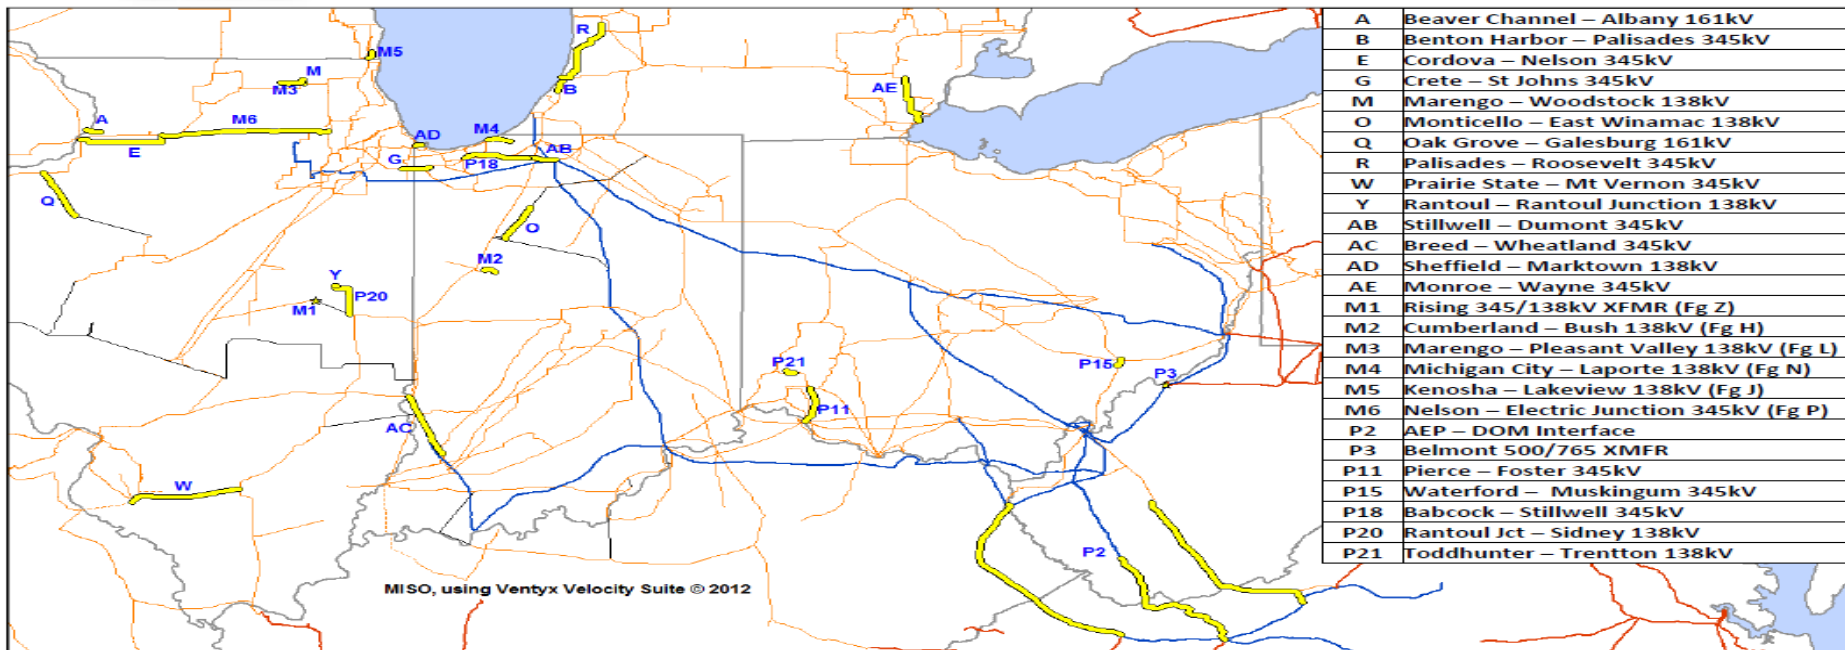 A Beaver Channel – Albany 161kV
B Benton Harbor – Palisades 345kV
E Cordova – Nelson 345kV
G Crete – St Johns 345kV
M Marengo – Woodstock 138kV
O Monticello – East Winamac 138kV
Q Oak Grove – Galesburg 161kV
R Palisades – Roosevelt 345kV
W Prairie State – Mt Vernon 345kV
Y Rantoul – Rantoul Junction 138kV
AB Stillwell – Dumont 345kV
AC Breed – Wheatland 345kV
AD Sheffield – Marktown 138kV
AE Monroe – Wayne 345kV
M1 Rising 345/138kV XFMR (Fg Z)
M2 Cumberland – Bush 138kV (Fg H)
M3 Marengo – Pleasant Valley 138kV (Fg L)
M4 Michigan City – Laporte 138kV (Fg N)
M5 Kenosha – Lakeview 138kV (Fg J)
M6 Nelson – Electric Junction 345kV (Fg P)
P2 AEP – DOM Interface
P3 Belmont 500/765 XMFR
P11 Pierce – Foster 345kV
P15 Waterford – Muskingum 345kV
P18 Babcock – Stillwell 345kV
P20 Rantoul Jct – Sidney 138kV
P21 Toddhunter – Trentton 138kV
R
M5
M
M3
B
AE
A
M6
E
AD
M4
G
P18
AB
Q
O
M2
Y
P20
M1
P21
P15
P3
P11
AC
W
P2
MISO, using Ventyx Velocity Suite © 2012